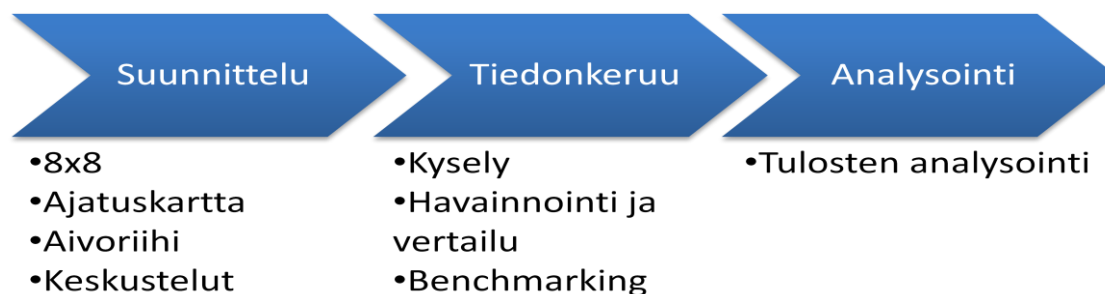 Suunnittelu
•8x8
•Ajatuskartta
•Aivoriihi
•Keskustelut
Tiedonkeruu
•Kysely
•Havainnointi ja
vertailu
•Benchmarking
Analysointi
•Tulosten analysointi